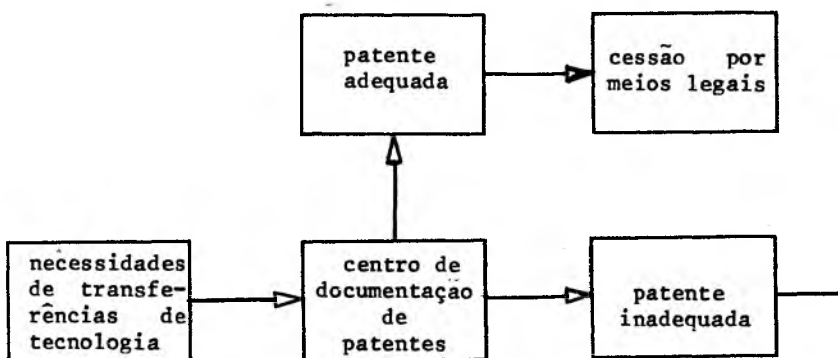 patente
adequada
cessão por
meios legais
necessidades
de transfe-
rências de
tecnologia
centro de
documentação
de
patentes
patente
inadequada